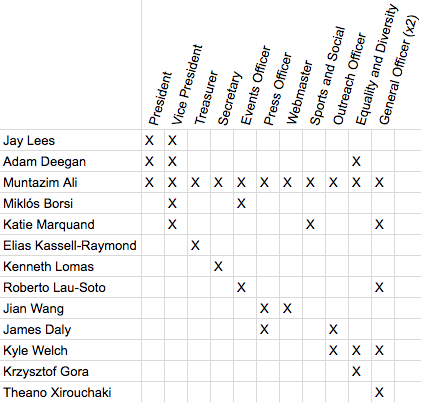 President Vice President Treasurer Secretary Events Officer Press Officer Webmaster Sports and Social Outreach Officer Equality and Diversity General Officer (x2)
Jay Lees X X
Adam Deegan X X X
Muntazim Ali X X X X X X X X X X X
Miklós Borsi X X
Katie Marquand X X X
Elias Kassell-Raymond X
Kenneth Lomas X
Roberto Lau-Soto X X
Jian Wang X X
James Daly X X
Kyle Welch X X X
Krzysztof Gora X
Theano Xirouchaki X